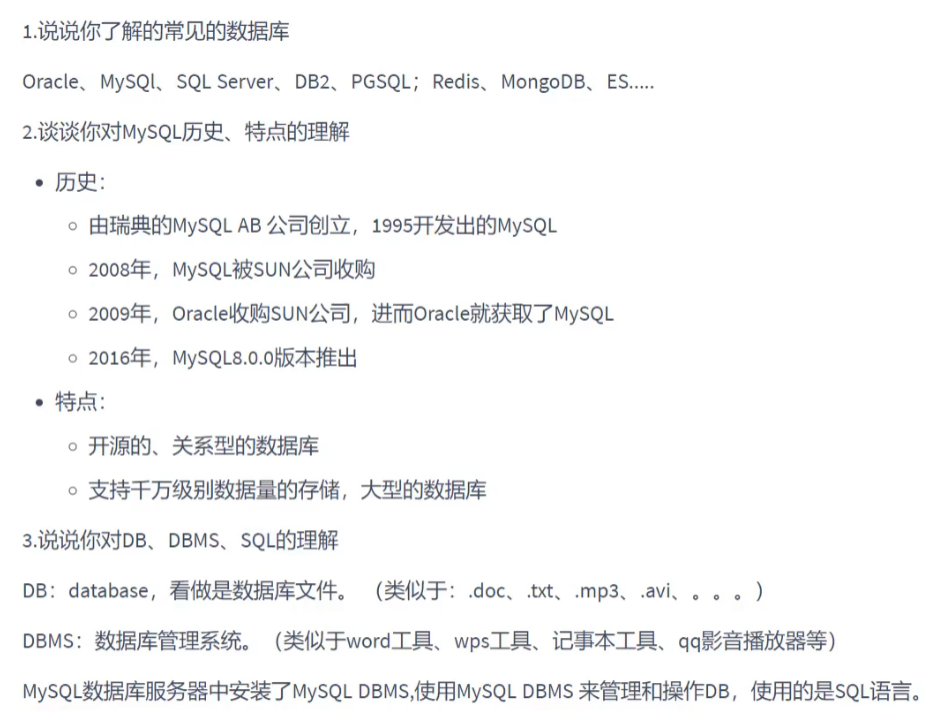 1.说说你了解的常见的数据库
Oracle、MySQl、SQL Server、DB2、PGSQL；Redis、MongoDB、ES.....
2.谈谈你对MySQL历史、特点的理解
历史：
由瑞典的MySQL AB 公司创立，1995开发出的MySQL
2008年，MySQL被SUN公司收购
2009年，Oracle收购SUN公司，进而Oracle就获取了MySQL
2016年，MySQL8.0.0版本推出
特点：
开源的、关系型的数据库
支持千万级别数据量的存储，大型的数据库
3.说说你对DB、DBMS、SQL的理解
DB：database，看做是数据库文件。 （类似于：.doc、.txt、.mp3、.avi、。。。）
DBMS：数据库管理系统。（类似于word工具、wps工具、记事本工具、qq影音播放器等）
MySQL数据库服务器中安装了MySQL DBMS,使用MySQL DBMS 来管理和操作DB，使用的是SQL语言。